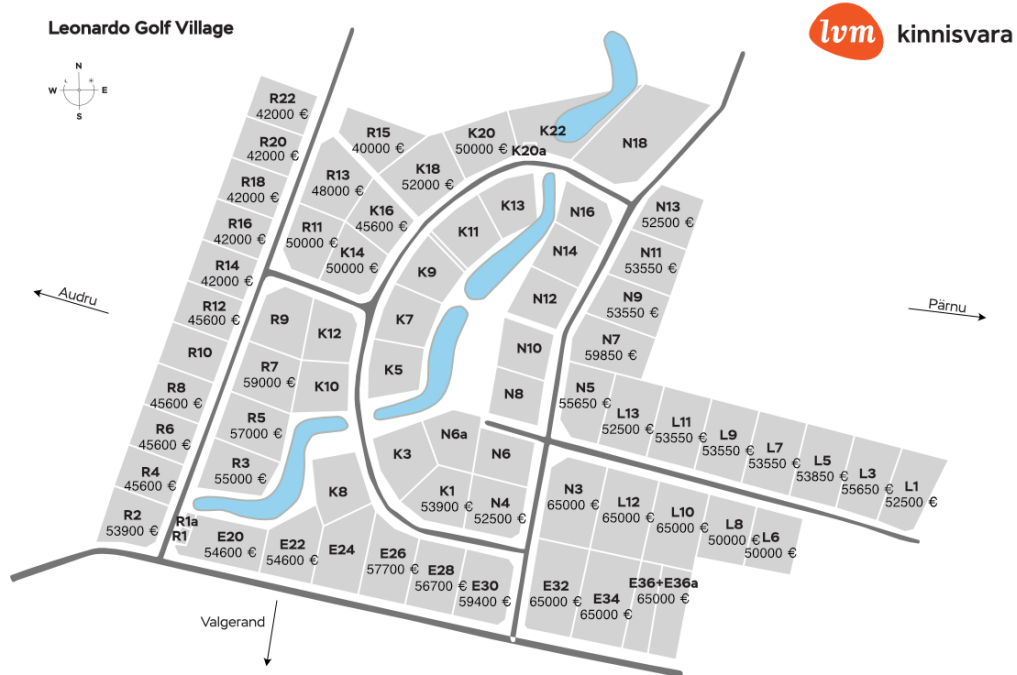 Leonardo Golf Village
lvm kinnisvara
N
W E
S
R22
42000 €
R20
42000 €
R18
42000 €
R16
42000 €
R14
42000 €
R12
45600 €
R10
R8
45600 €
R6
45600 €
R4
45600 €
R2
53900 €
R15
40000 €
R13
48000 €
R11
50000 €
K18
52000 €
K16
45600 €
K14
50000 €
K20
50000 €
K20a
K22
N18
K13
K11
K9
K7
K5
N16
N14
N12
N10
N8
N13
52500 €
N11
53550 €
N9
53550 €
N7
59850 €
N5
55650 €
Audru
Pärnu
R9
K12
R7
59000 €
K10
R5
57000 €
R3
55000 €
R1a
R1
K8
K3
N6a
N6
K1
53900 €
N4
52500 €
L13
52500 €
L11
53550 €
L9
53550 €
L7
53550 €
L5
53850 €
L3
55650 €
L1
52500 €
N3
65000 €
L12
65000 €
L10
65000 €
L8
50000 €
L6
50000 €
E20
54600 €
E22
54600 €
E24
E26
57700 €
E28
56700 €
E30
59400 €
E32
65000 €
E34
65000 €
E36+E36a
65000 €
Valgerand